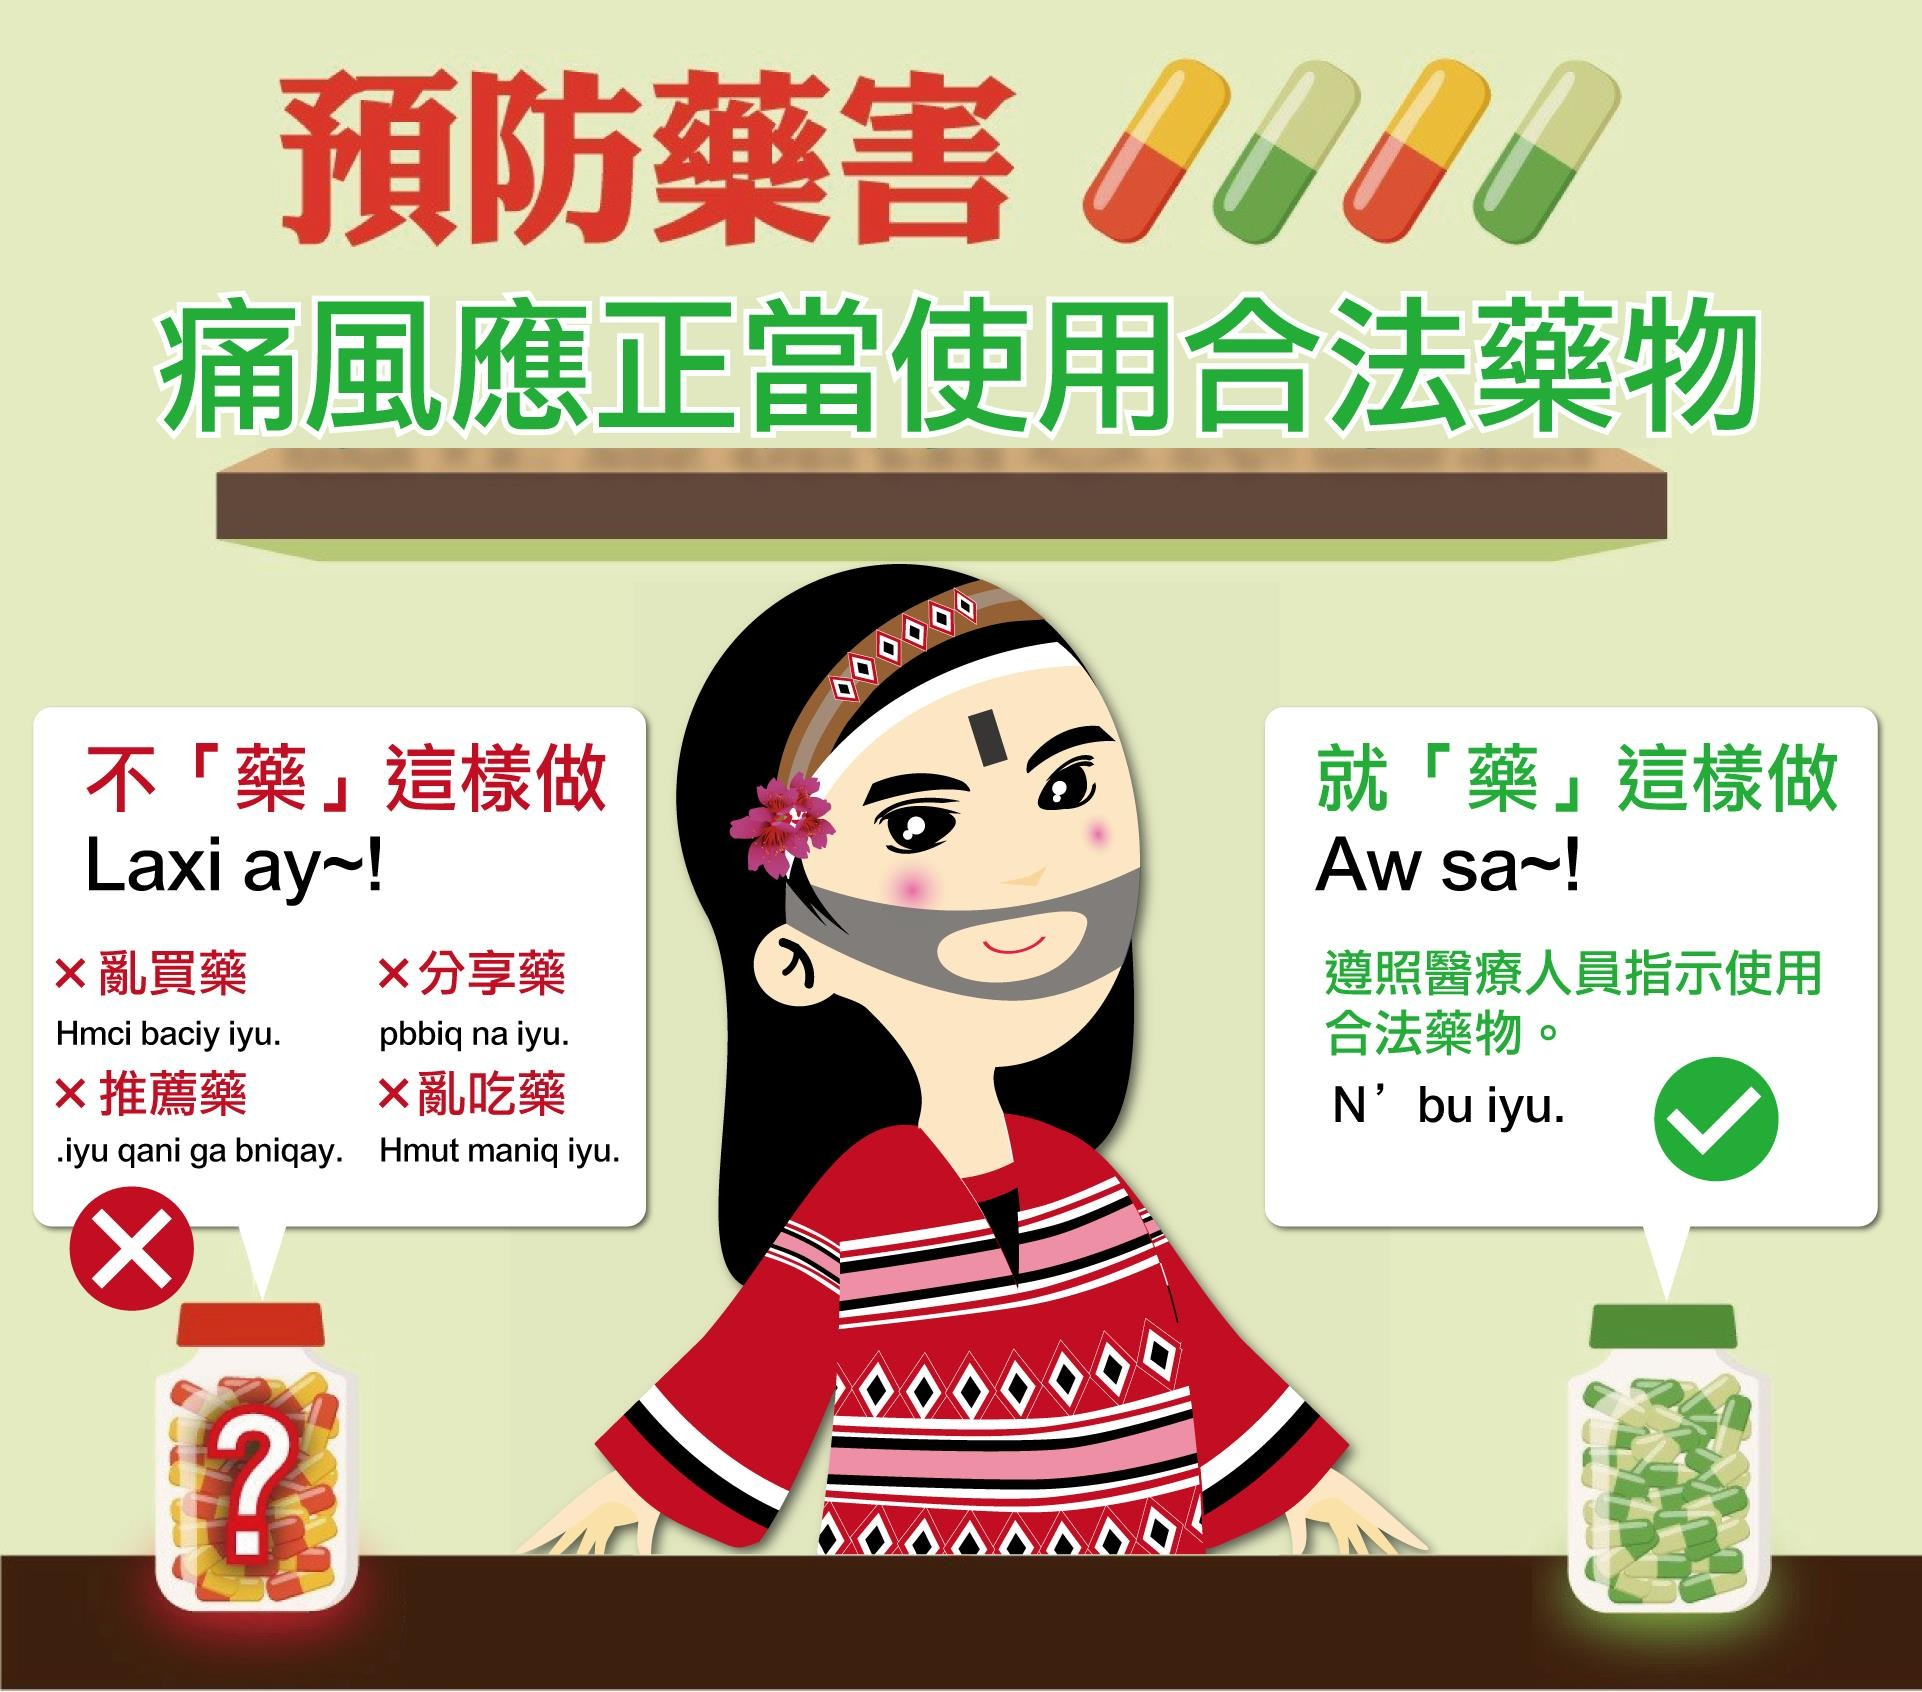 預防藥害
痛風應正當使用合法藥物
不「藥」這樣做
Laxi ay~!
×亂買藥
Hmci baciy iyu.
×分享藥
pbbiq na iyu.
×推薦藥
.iyu qani ga bniqay.
×亂吃藥
Hmut maniq iyu.
就「藥」這樣做
Aw sa~!
遵照醫療人員指示使用
合法藥物。
N’bu iyu.
?